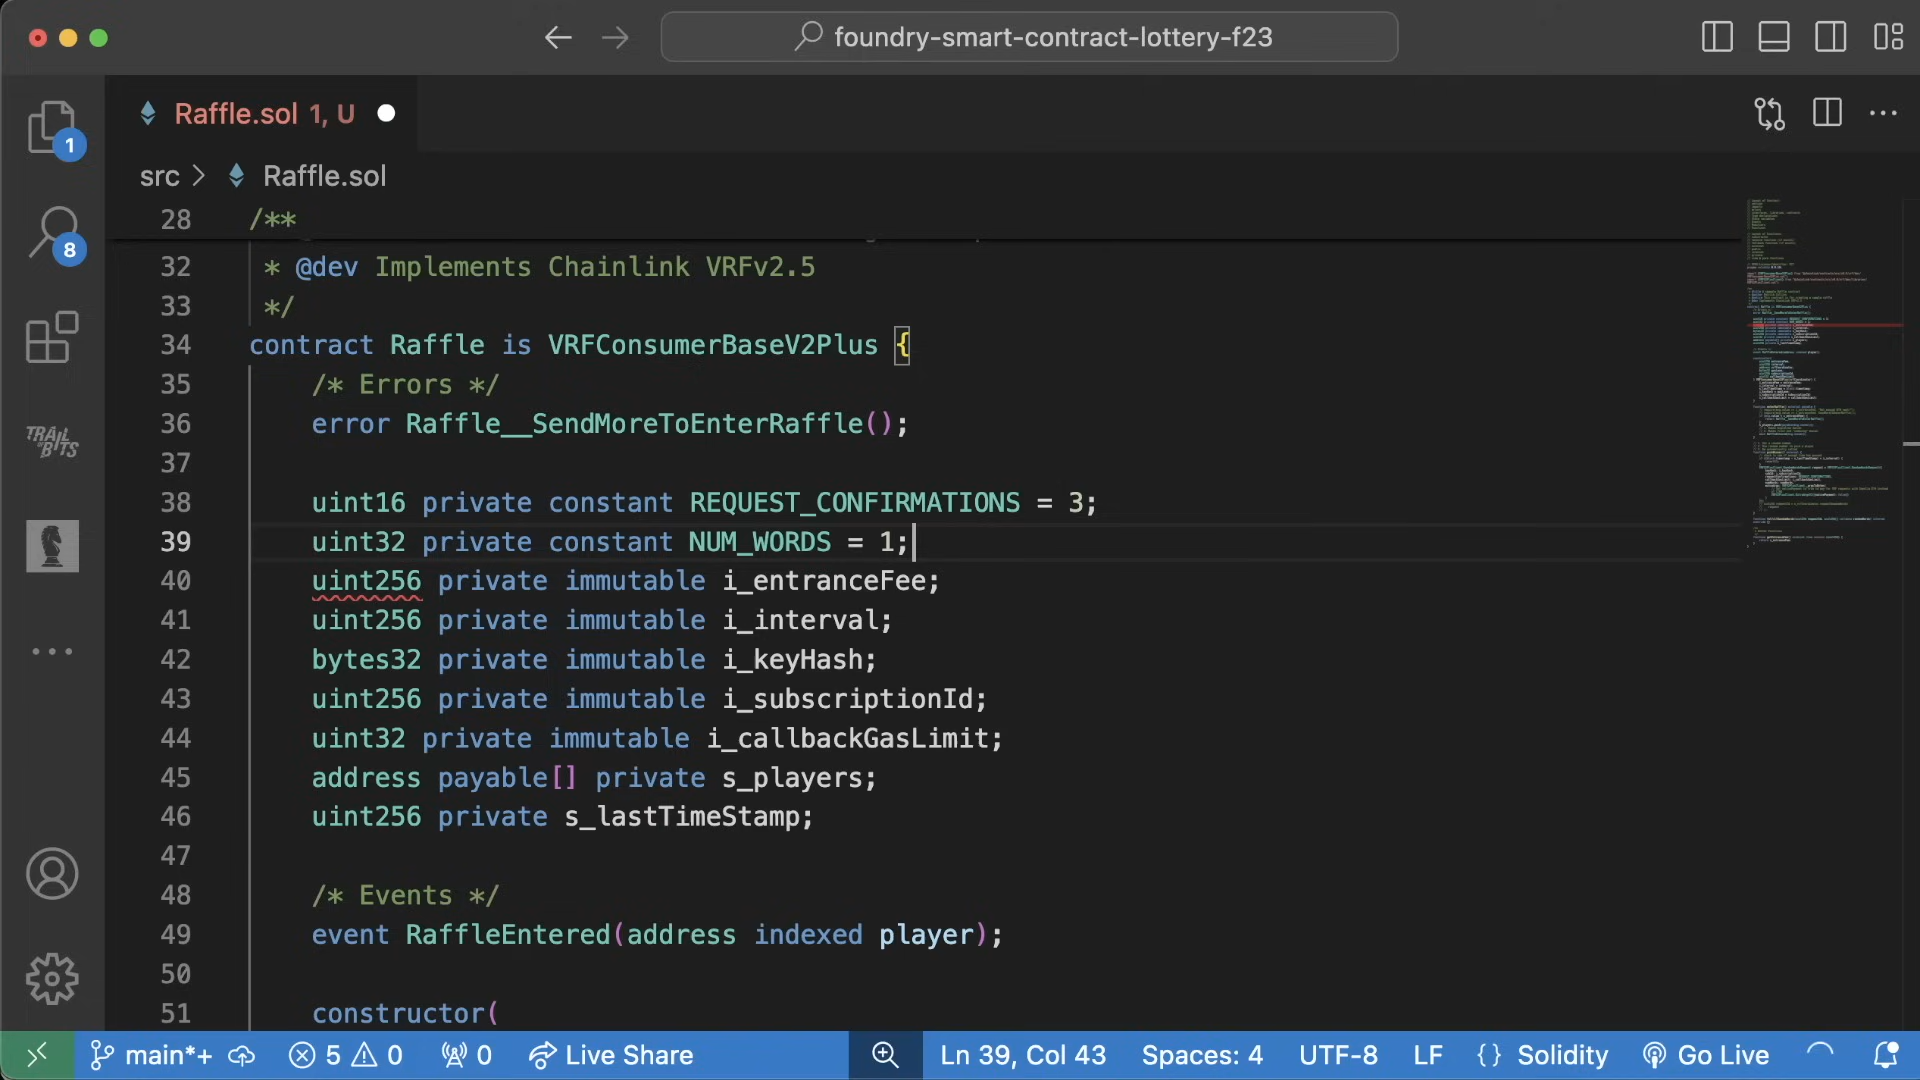 foundry-smart-contract-lottery-f23
Raffle.sol 1, U
1
src > Raffle.sol
8
28 /**
32 * @dev Implements Chainlink VRFv2.5
33 */
34 contract Raffle is VRFConsumerBaseV2Plus {
35 /* Errors */
36 error Raffle__SendMoreToEnterRaffle();
37
38 uint16 private constant REQUEST_CONFIRMATIONS = 3;
39 uint32 private constant NUM_WORDS = 1;
40 uint256 private immutable i_entranceFee;
41 uint256 private immutable i_interval;
42 bytes32 private immutable i_keyHash;
43 uint256 private immutable i_subscriptionId;
44 uint32 private immutable i_callbackGasLimit;
45 address payable[] private s_players;
46 uint256 private s_lastTimeStamp;
47
48 /* Events */
49 event RaffleEntered(address indexed player);
50
51 constructor(
TRAIL OF BITS
main*+ 5 0 0 Live Share Ln 39, Col 43 Spaces: 4 UTF-8 LF {} Solidity Go Live